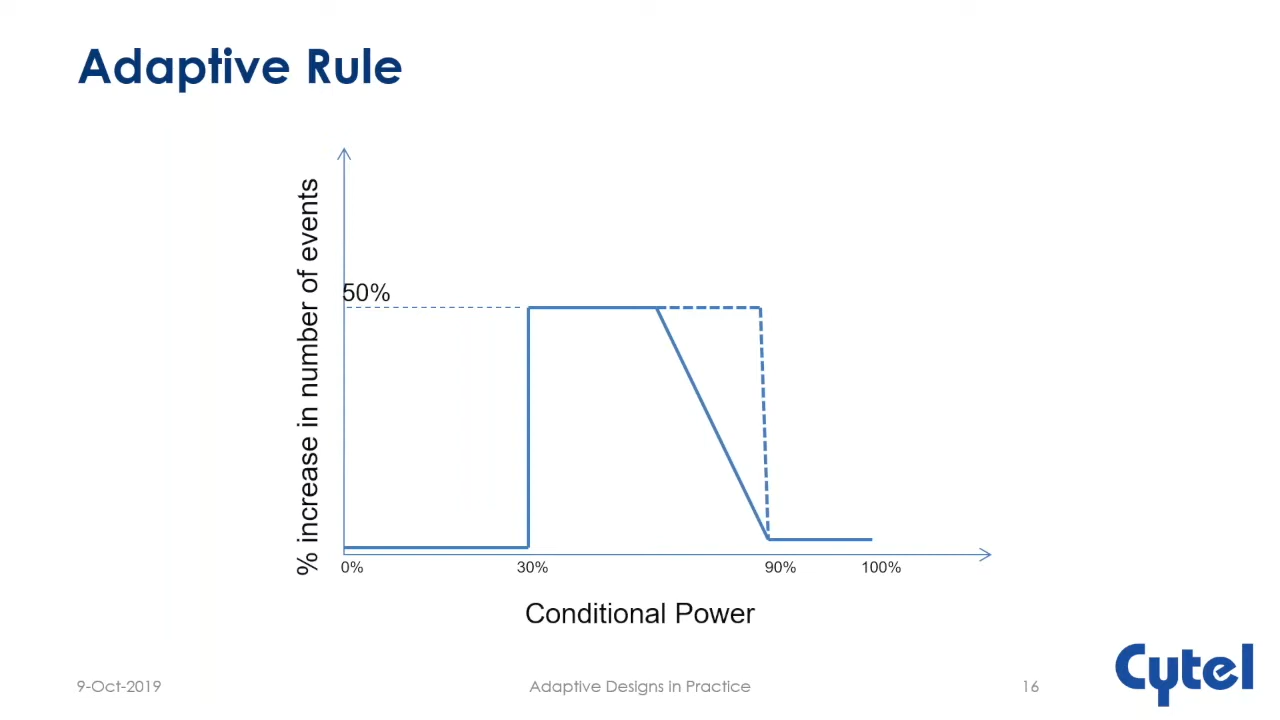 Adaptive Rule
% increase in number of events
50%
0% 30% 90% 100%
Conditional Power
9-Oct-2019 Adaptive Designs in Practice 16
Cytel